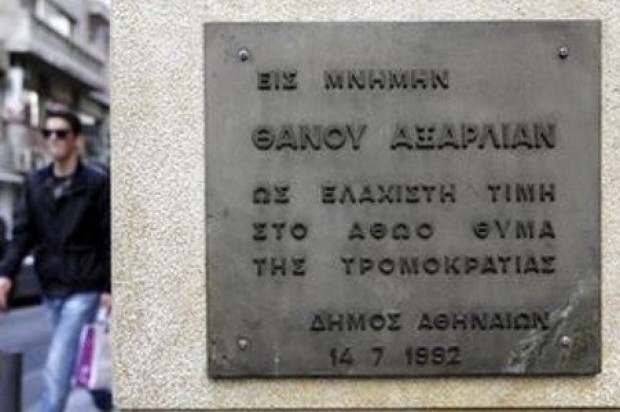 ΕΙΣ ΜΝΗΜΗΝ
ΘΑΝΟΥ ΑΞΑΡΛΙΑΝ
ΩΣ ΕΛΑΧΙΣΤΗ ΤΙΜΗ
ΣΤΟ ΑΘΩΟ ΘΥΜΑ
ΤΗΣ ΤΡΟΜΟΚΡΑΤΙΑΣ
ΔΗΜΟΣ ΑΘΗΝΑΙΩΝ
14 7 1992